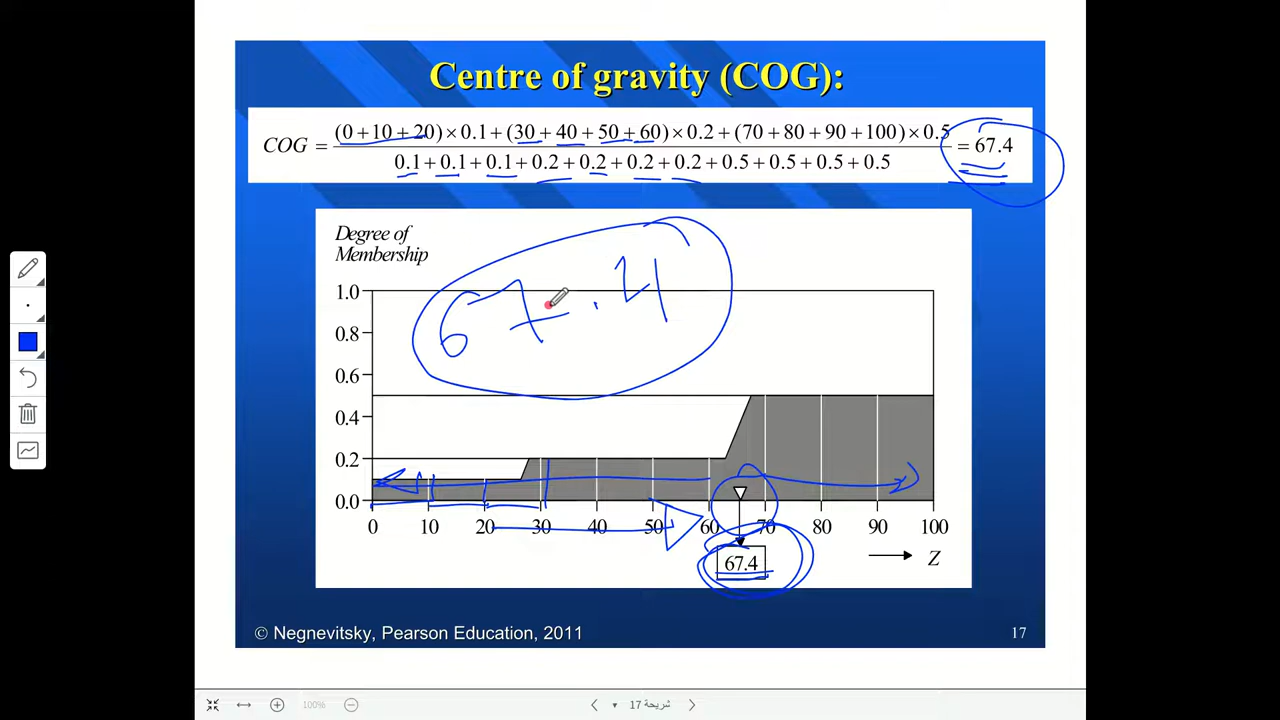 Centre of gravity (COG):
COG = (0+10+20)×0.1+(30+40+50+60)×0.2+(70+80+90+100)×0.5 / 0.1+0.1+0.1+0.2+0.2+0.2+0.2+0.5+0.5+0.5+0.5 = 67.4
Degree of
Membership
67.4
1.0
0.8
0.6
0.4
0.2
0.0
0 10 20 30 40 50 60 70 80 90 100
67.4
Z
© Negnevitsky, Pearson Education, 2011
17
100%
شريحة 17